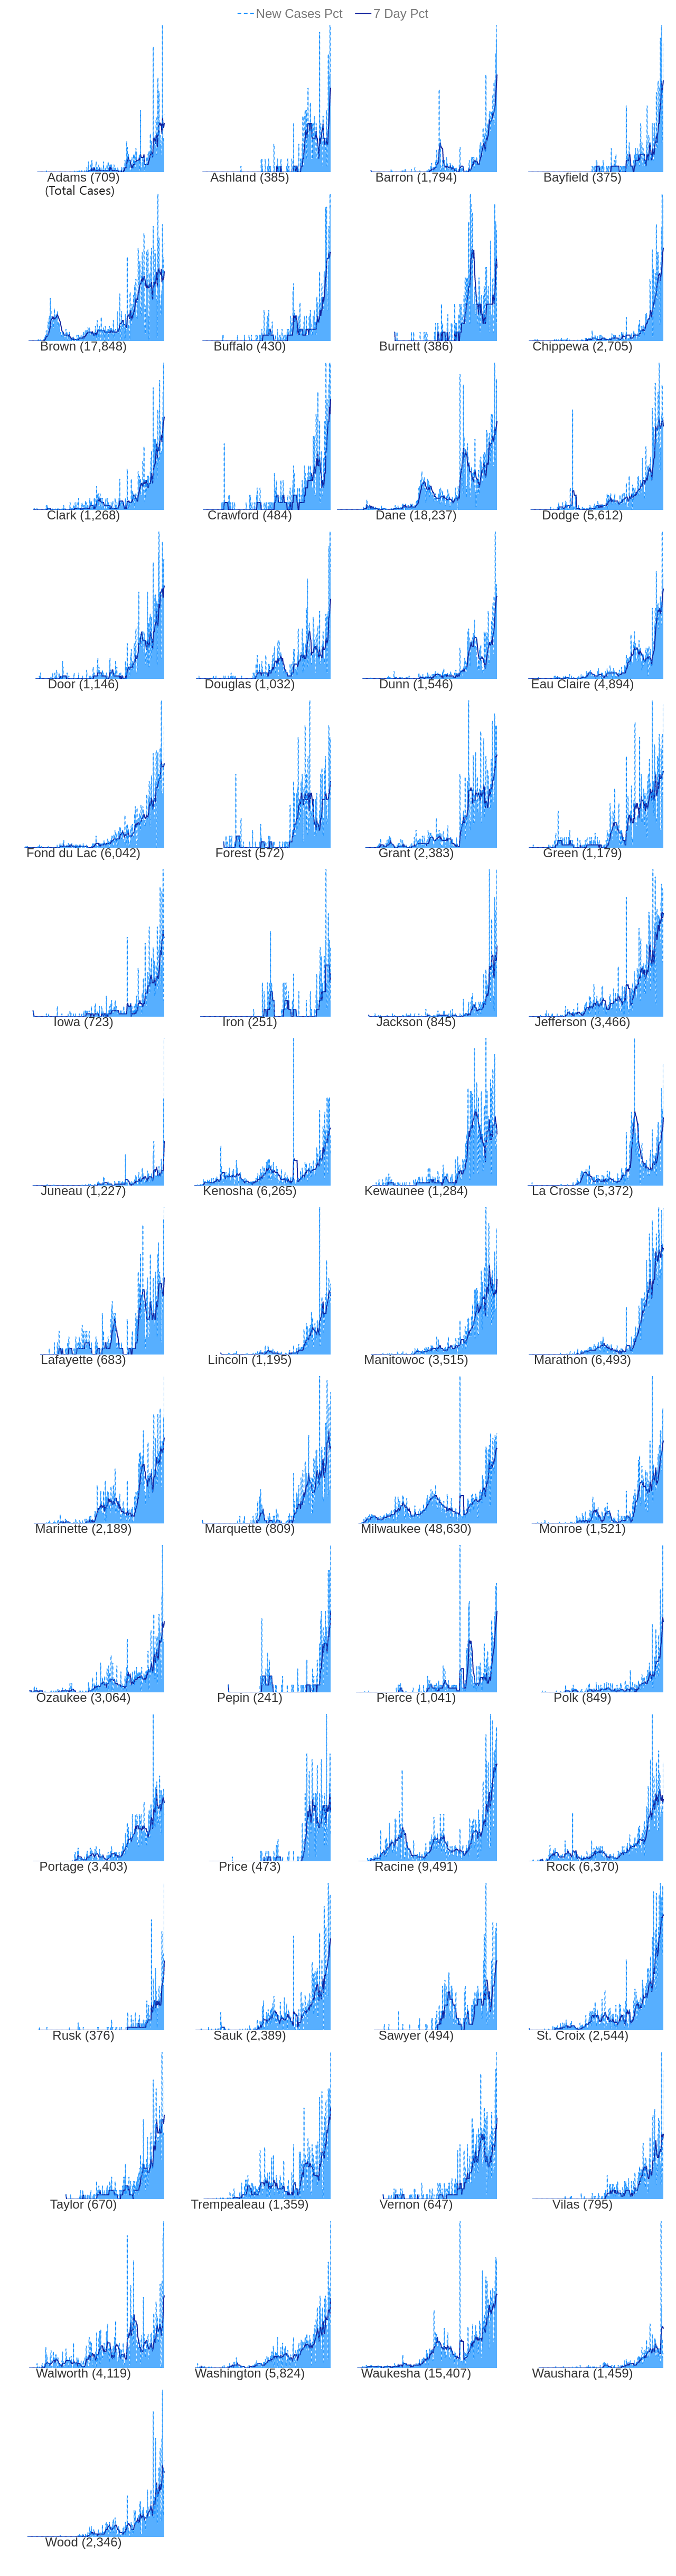 New Cases Pct 7 Day Pct
Adams (709) Ashland (385) Barron (1,794) Bayfield (375)
(Total Cases)
Brown (17,848) Buffalo (430) Burnett (386) Chippewa (2,705)
Clark (1,268) Crawford (484) Dane (18,237) Dodge (5,612)
Door (1,146) Douglas (1,032) Dunn (1,546) Eau Claire (4,894)
Fond du Lac (6,042) Forest (572) Grant (2,383) Green (1,179)
Iowa (723) Iron (251) Jackson (845) Jefferson (3,466)
Juneau (1,227) Kenosha (6,265) Kewaunee (1,284) La Crosse (5,372)
Lafayette (683) Lincoln (1,195) Manitowoc (3,515) Marathon (6,493)
Marinette (2,189) Marquette (809) Milwaukee (48,630) Monroe (1,521)
Ozaukee (3,064) Pepin (241) Pierce (1,041) Polk (849)
Portage (3,403) Price (473) Racine (9,491) Rock (6,370)
Rusk (376) Sauk (2,389) Sawyer (494) St. Croix (2,544)
Taylor (670) Trempealeau (1,359) Vernon (647) Vilas (795)
Walworth (4,119) Washington (5,824) Waukesha (15,407) Waushara (1,459)
Wood (2,346)